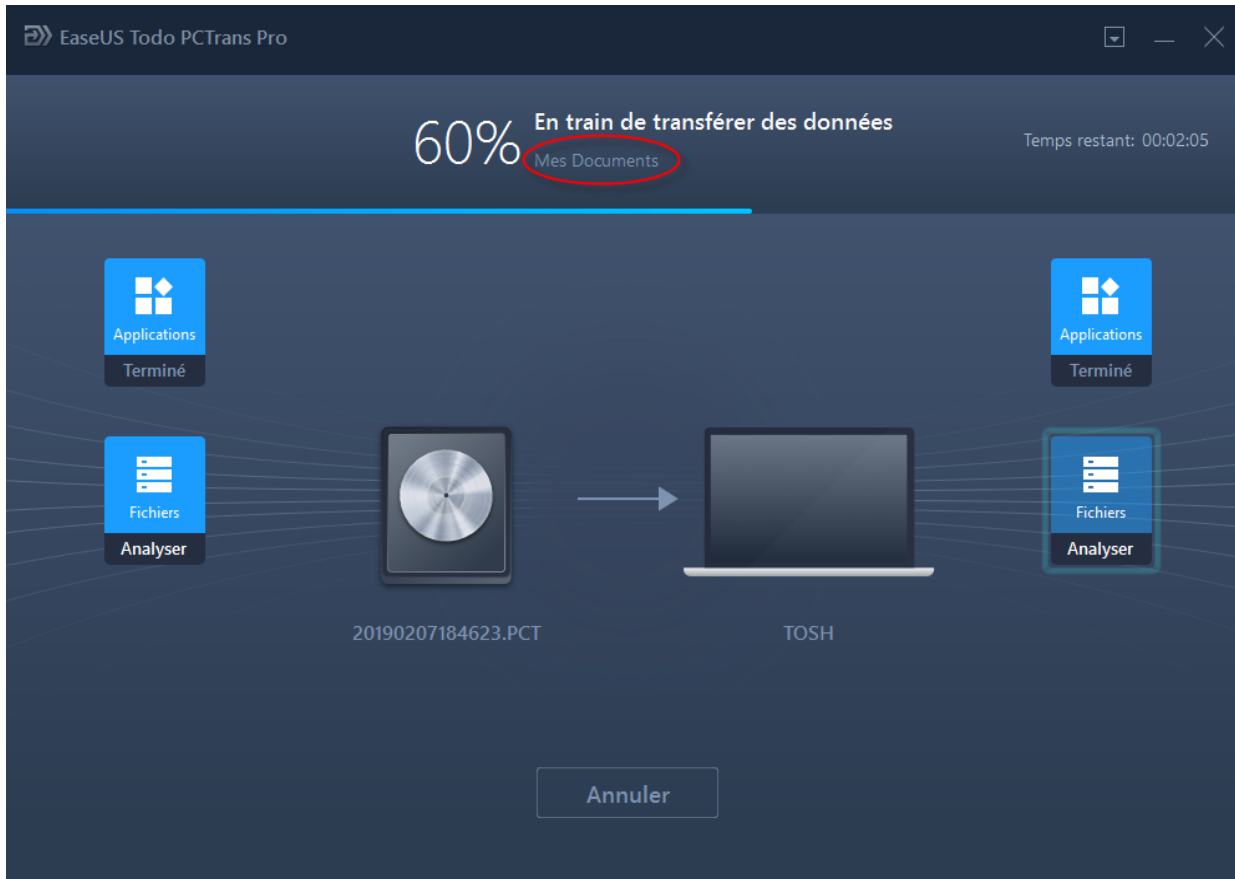 EaseUS Todo PCTrans Pro
60%
En train de transférer des données
Mes Documents
Temps restant: 00:02:05
Applications
Terminé
Applications
Terminé
Fichiers
Analyser
Fichiers
Analyser
20190207184623.PCT
TOSH
Annuler